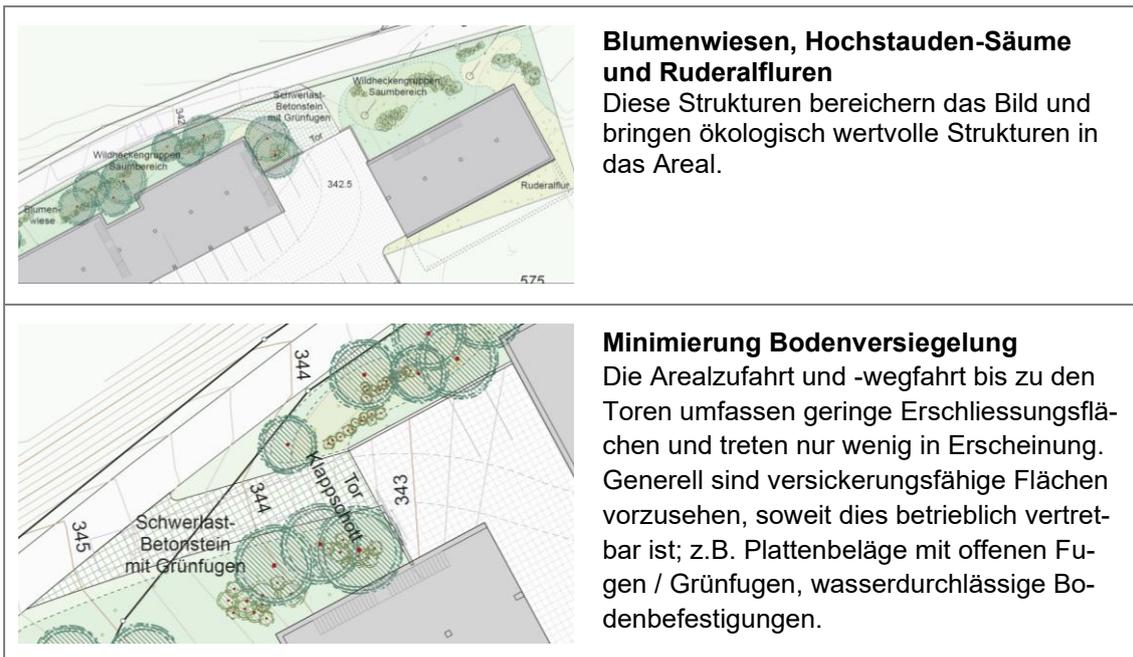 Blumenwiesen, Hochstauden-Säume
und Ruderalfluren
Diese Strukturen bereichern das Bild und
bringen ökologisch wertvolle Strukturen in
das Areal.
342
Schwerlast-
Betonstein
mit Grünfugen
Tor
Wildheckengruppen
Saumbereich
Wildheckengruppen
Saumbereich
Blumen-
wiese
342.5
Ruderalflur
575
Minimierung Bodenversiegelung
Die Arealzufahrt und -wegfahrt bis zu den
Toren umfassen geringe Erschliessungsflä-
chen und treten nur wenig in Erscheinung.
Generell sind versickerungsfähige Flächen
vorzusehen, soweit dies betrieblich vertret-
bar ist; z.B. Plattenbeläge mit offenen Fu-
gen / Grünfugen, wasserdurchlässige Bo-
denbefestigungen.
344
Tor
Klappschott
343
344
345
Schwerlast-
Betonstein
mit Grünfugen